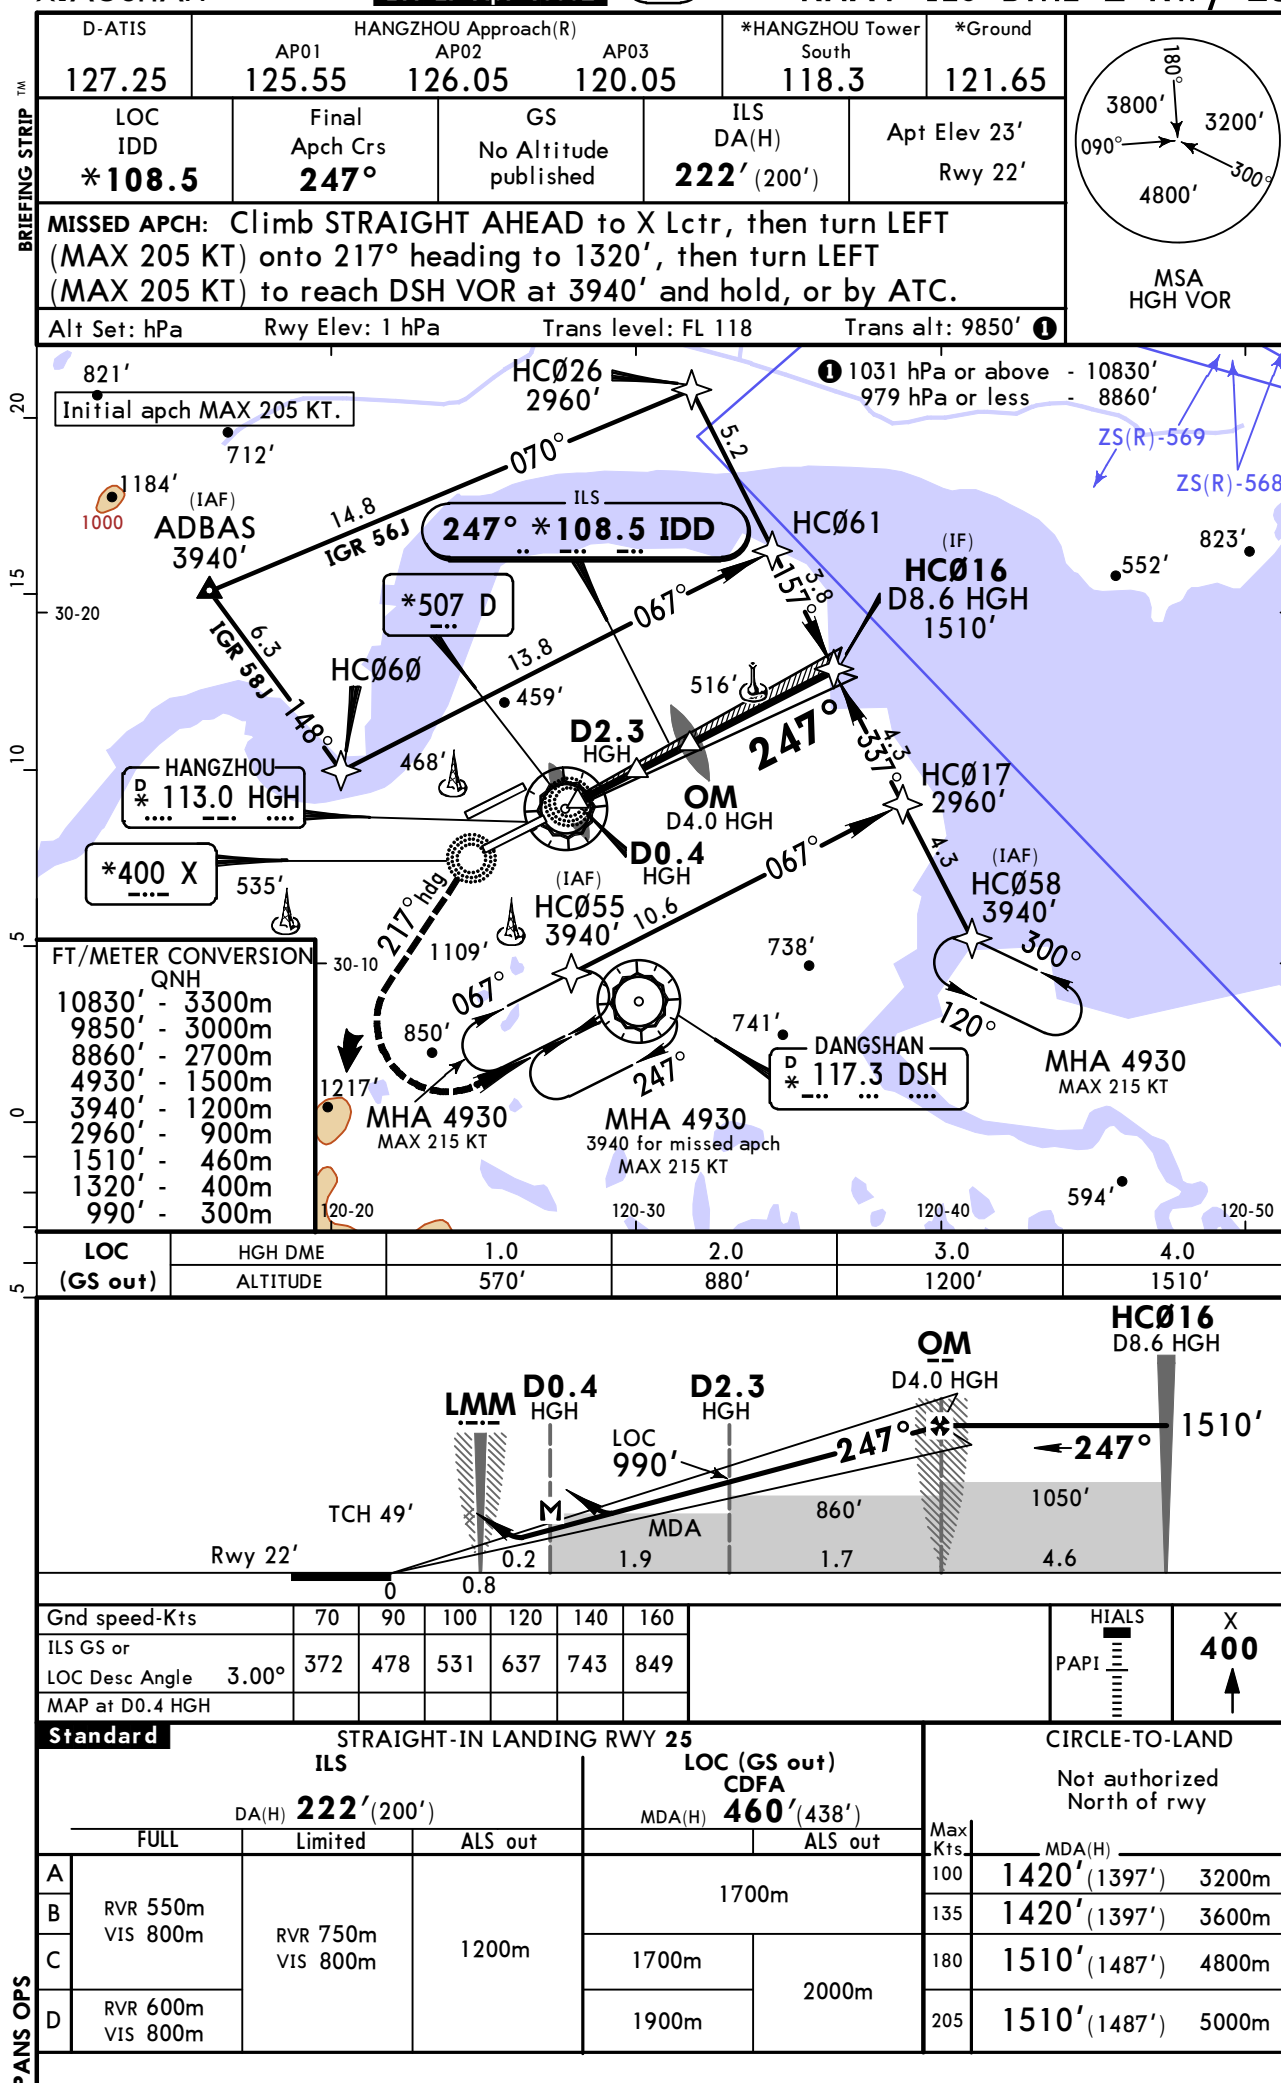 D-ATIS
127.25
HANGZHOU Approach(R)
AP01 AP02 AP03
125.55 126.05 120.05
*HANGZHOU Tower
South
118.3
*Ground
121.65
BRIEFING STRIP TM
LOC
IDD
*108.5
Final
Apch Crs
247°
GS
No Altitude
published
ILS
DA(H)
222' (200')
Apt Elev 23'
Rwy 22'
MISSED APCH: Climb STRAIGHT AHEAD to X Lctr, then turn LEFT
(MAX 205 KT) onto 217° heading to 1320', then turn LEFT
(MAX 205 KT) to reach DSH VOR at 3940' and hold, or by ATC.
Alt Set: hPa Rwy Elev: 1 hPa Trans level: FL 118 Trans alt: 9850' 1
180°
3800'
3200'
090°
300°
4800'
MSA
HGH VOR
821'
Initial apch MAX 205 KT.
712'
1184'
1000
(IAF)
ADBAS
3940'
HCØ26
2960'
1 1031 hPa or above - 10830'
979 hPa or less - 8860'
ZS(R)-569
ZS(R)-568
5.2
070°
14.8
IGR 56J
ILS
247° *108.5 IDD
HCØ61
(IF)
HCØ16
D8.6 HGH
1510'
823'
552'
20
15
10
5
0
5
30-20
*507 D
067°
157°
3.8
6.3
IGR 58J
148°
HCØ60
13.8
459'
516'
D2.3
HGH
247°
4.3
337°
HANGZHOU
D
* 113.0 HGH
468'
OM
D4.0 HGH
HCØ17
2960'
D0.4
HGH
*400 X
535'
217° hdg
(IAF)
HCØ55
3940'
10.6
067°
4.3
(IAF)
HCØ58
3940'
1109'
738'
300°
120°
067°
850'
741'
247°
DANGSHAN
D
* 117.3 DSH
MHA 4930
MAX 215 KT
1217'
MHA 4930
MAX 215 KT
MHA 4930
3940 for missed apch
MAX 215 KT
594'
30-10
120-20 120-30 120-40 120-50
FT/METER CONVERSION
QNH
10830' - 3300m
9850' - 3000m
8860' - 2700m
4930' - 1500m
3940' - 1200m
2960' - 900m
1510' - 460m
1320' - 400m
990' - 300m
LOC
(GS out)
HGH DME 1.0 2.0 3.0 4.0
ALTITUDE 570' 880' 1200' 1510'
HCØ16
D8.6 HGH
OM
D4.0 HGH
D2.3
HGH
D0.4
HGH
LMM
LOC
990'
247°
247°
1510'
TCH 49'
M
MDA
860'
1050'
Rwy 22'
0.2 1.9 1.7 4.6
0 0.8
Gnd speed-Kts 70 90 100 120 140 160
ILS GS or
LOC Desc Angle 3.00° 372 478 531 637 743 849
MAP at D0.4 HGH
HIALS
PAPI
X
400
Standard
STRAIGHT-IN LANDING RWY 25
ILS
DA(H) 222'(200')
LOC (GS out)
CDFA
MDA(H) 460'(438')
CIRCLE-TO-LAND
Not authorized
North of rwy
FULL Limited ALS out ALS out
Max
Kts
MDA(H)
A
B
C
D
RVR 550m
VIS 800m
RVR 600m
VIS 800m
RVR 750m
VIS 800m
1200m
1700m
1700m
1900m
2000m
100 1420'(1397') 3200m
135 1420'(1397') 3600m
180 1510'(1487') 4800m
205 1510'(1487') 5000m
PANS OPS